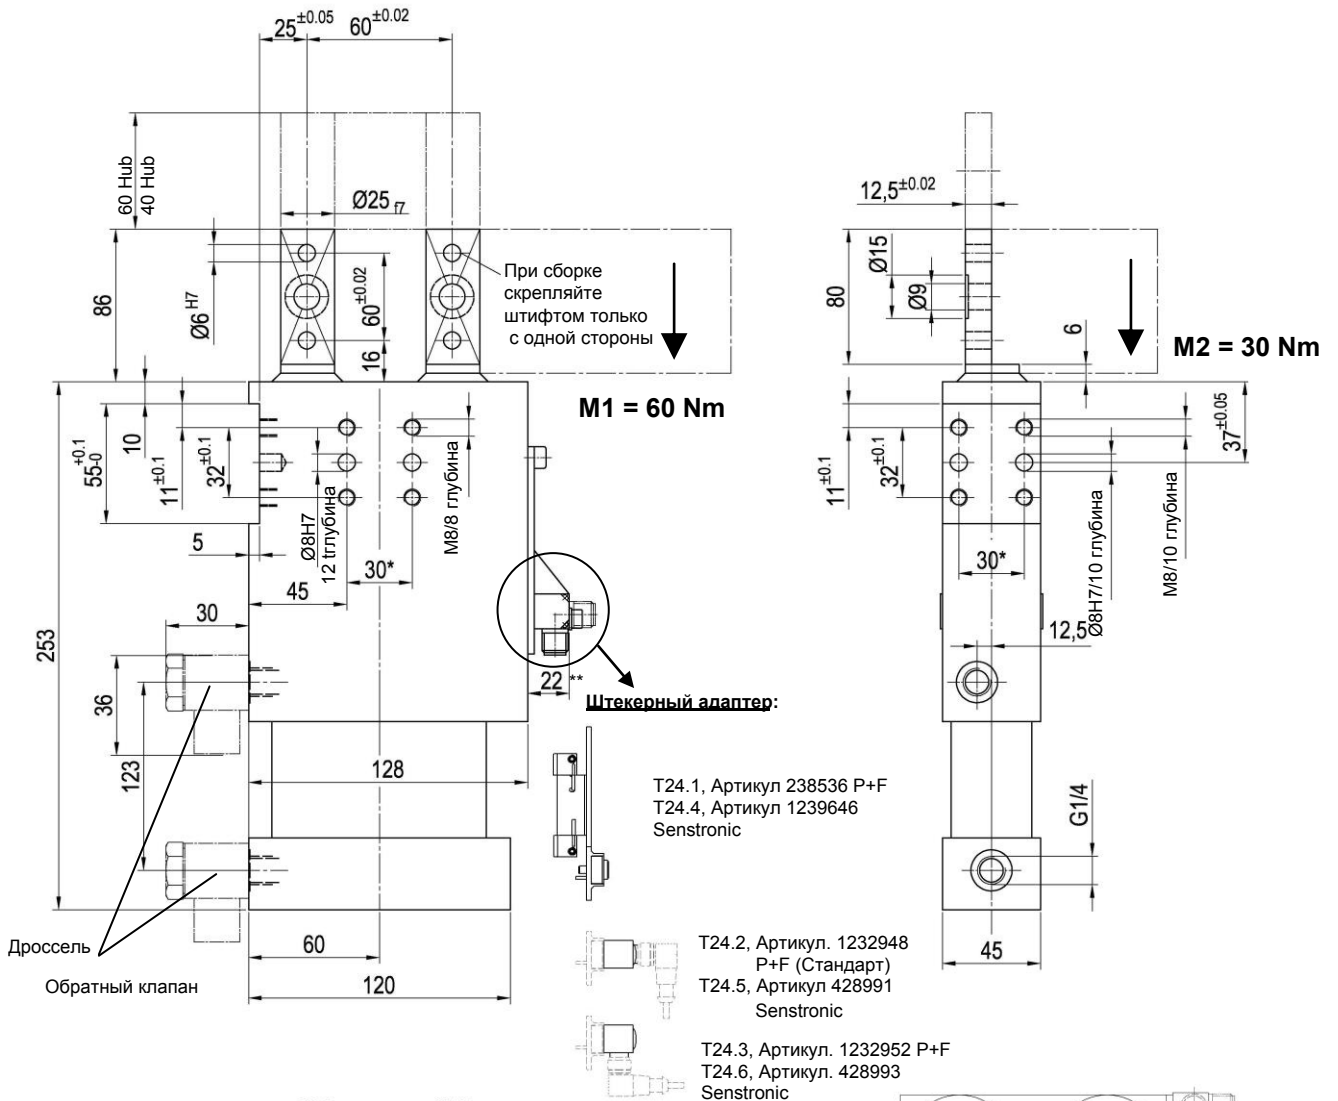 25±0.05
60±0.02
60 Hub
40 Hub
Ø25 f7
12,5±0.02
86
Ø6 H7
60±0.02
16
При сборке
скрепляйте
штифтом только
с одной стороны
80
Ø15
Ø9
6
M2 = 30 Nm
M1 = 60 Nm
55+0.1-0
10
11±0.1
32±0.1
Ø8H7
12 тглубина
M8/8 глубина
11±0.1
32±0.1
37±0.05
M8/10 глубина
Ø8H7/10 глубина
5
45
30*
30*
30
253
12,5
36
22 **
Штекерный адаптер:
123
128
T24.1, Артикул 238536 P+F
T24.4, Артикул 1239646
Senstronic
G1/4
Дроссель
Обратный клапан
60
120
45
T24.2, Артикул. 1232948
P+F (Стандарт)
T24.5, Артикул 428991
Senstronic
T24.3, Артикул. 1232952 P+F
T24.6, Артикул. 428993
Senstronic